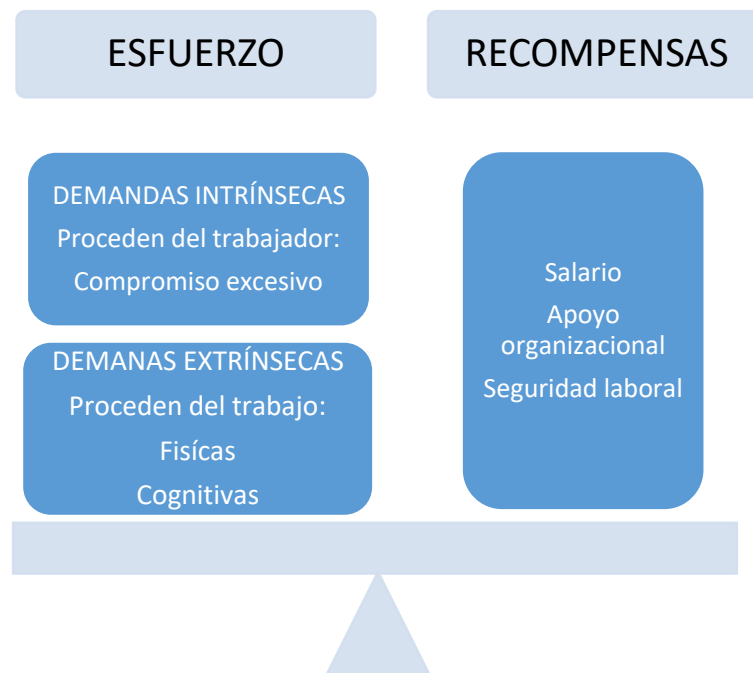 ESFUERZO
RECOMPENSAS
DEMANDAS INTRÍNSECAS
Proceden del trabajador:
Compromiso excesivo
DEMANAS EXTRÍNSECAS
Proceden del trabajo:
Fisícas
Cognitivas
Salario
Apoyo
organizacional
Seguridad laboral